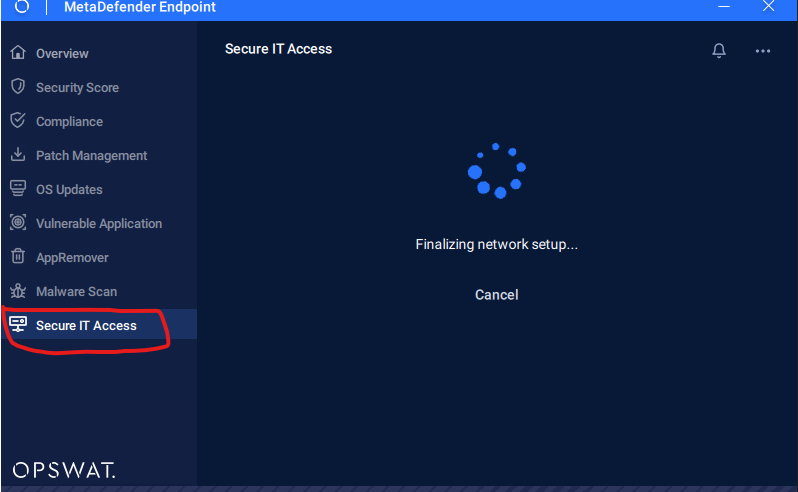 MetaDefender Endpoint
Overview
Security Score
Compliance
Patch Management
OS Updates
Vulnerable Application
AppRemover
Malware Scan
Secure IT Access
OPSWAT.
Secure IT Access
Finalizing network setup...
Cancel